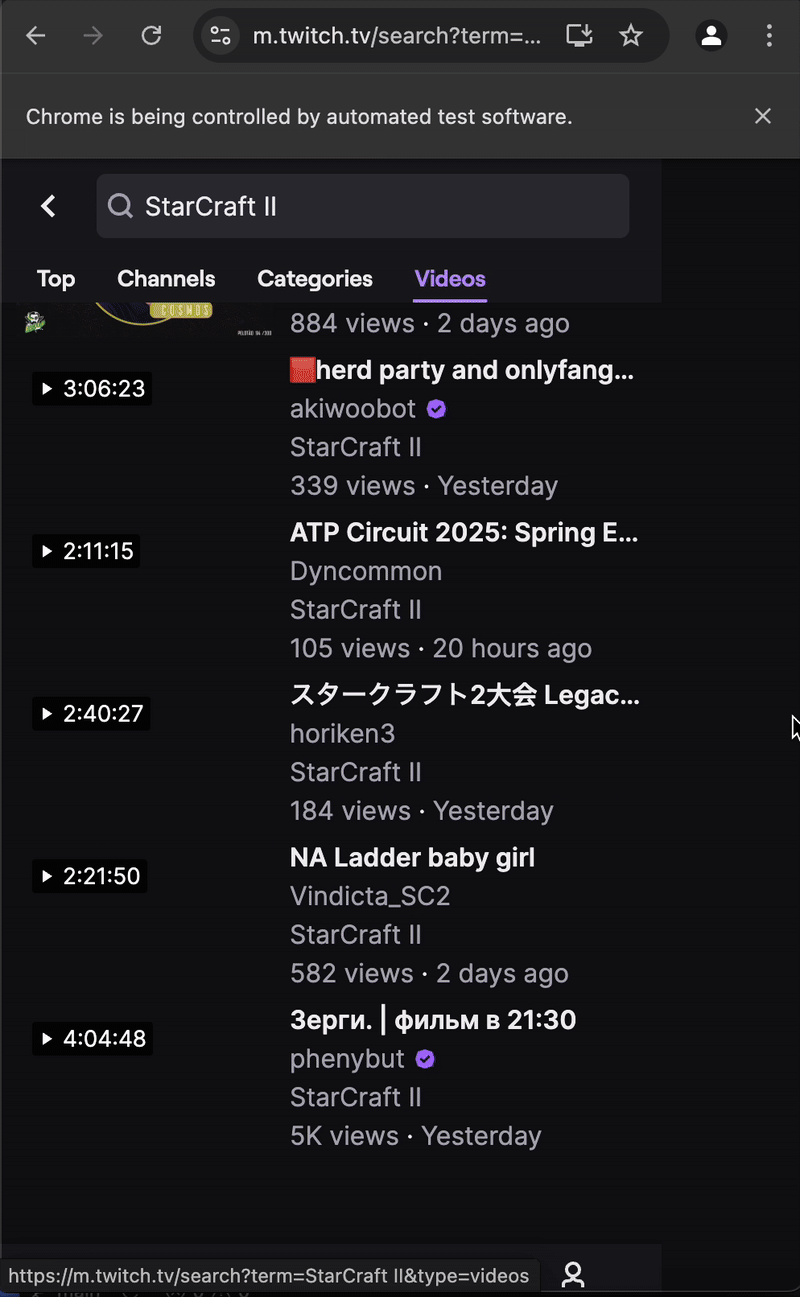 m.twitch.tv/search?term=...
Chrome is being controlled by automated test software.
StarCraft II
Top Channels Categories Videos
COSMOS
884 views · 2 days ago
3:06:23
🟥herd party and onlyfang...
akiwoobot
StarCraft II
339 views · Yesterday
2:11:15
ATP Circuit 2025: Spring E...
Dyncommon
StarCraft II
105 views · 20 hours ago
2:40:27
スタークラフト2大会 Legac...
horiken3
StarCraft II
184 views · Yesterday
2:21:50
NA Ladder baby girl
Vindicta_SC2
StarCraft II
582 views · 2 days ago
4:04:48
Зерги. | фильм в 21:30
phenybut
StarCraft II
5K views · Yesterday
https://m.twitch.tv/search?term=StarCraft II&type=videos